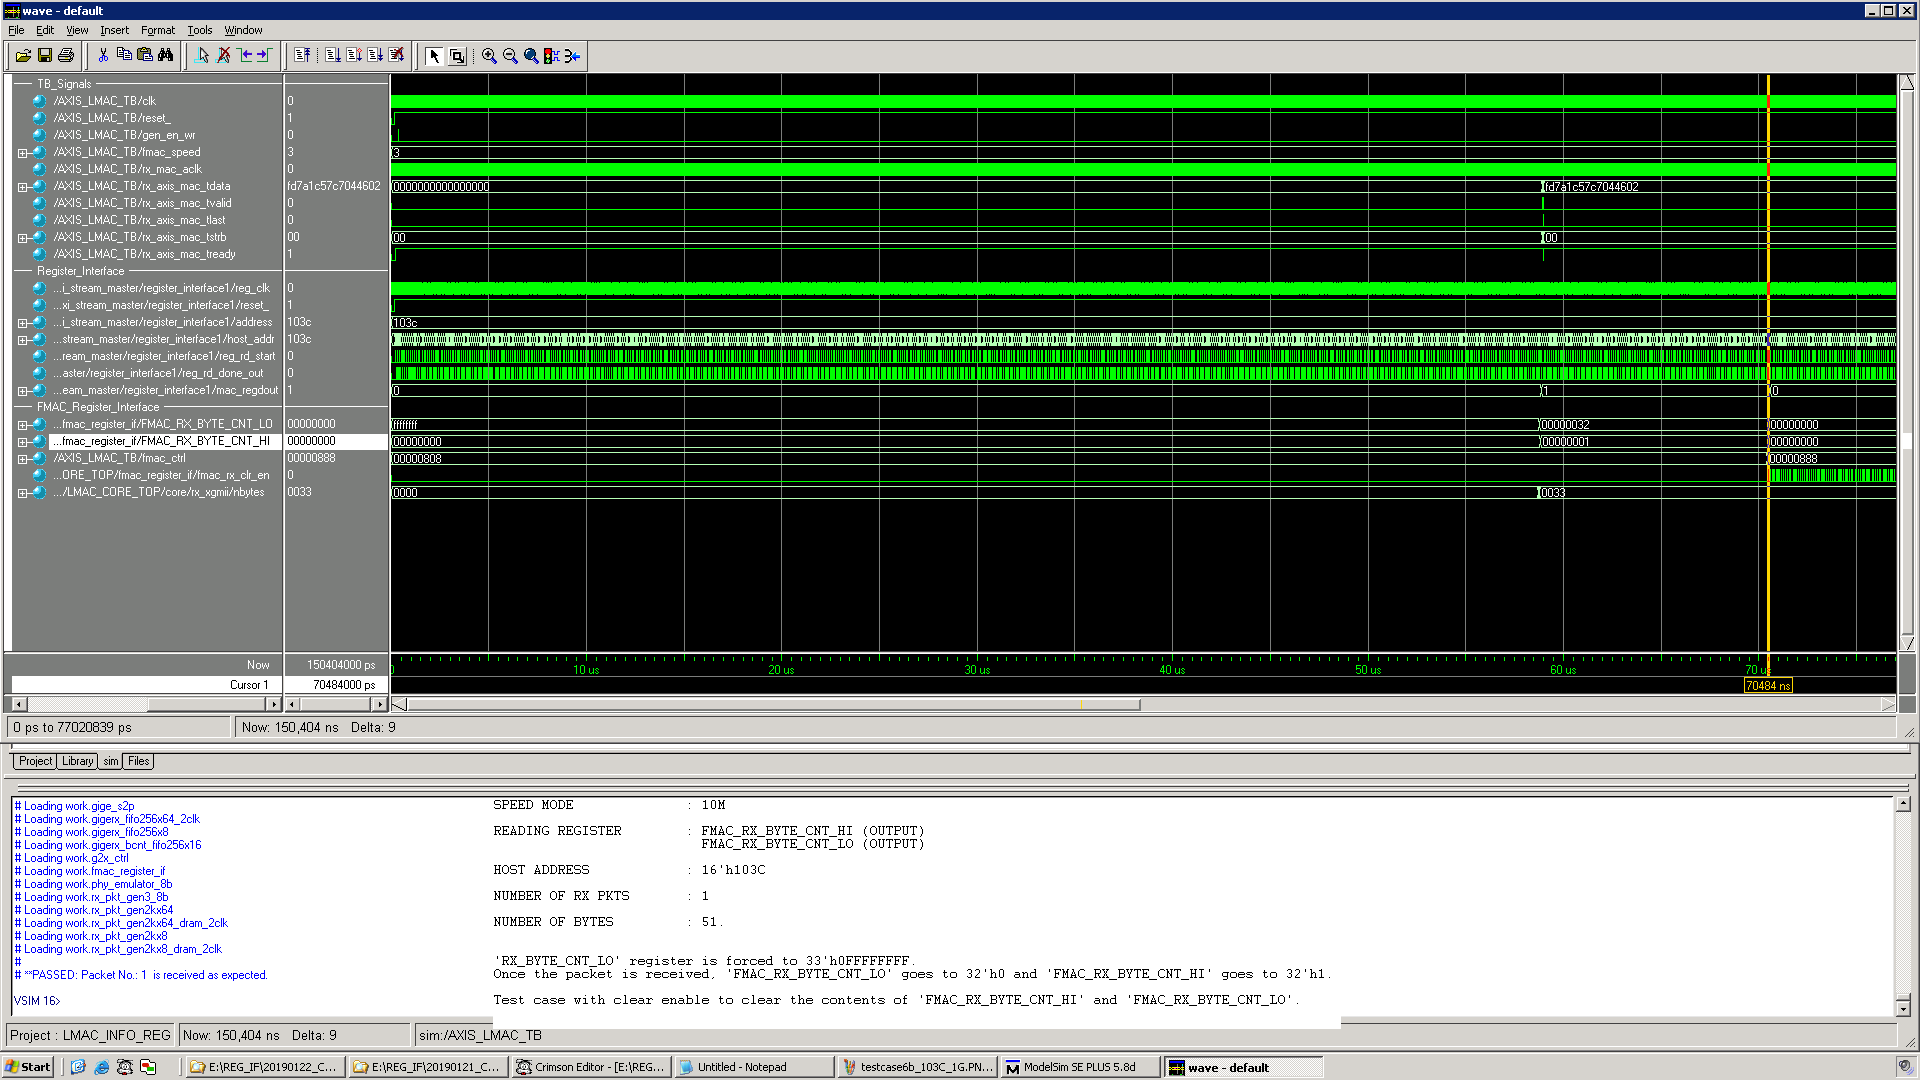 wave - default
File Edit View Insert Format Tools Window
TB_Signals
/AXIS_LMAC_TB/clk 0
/AXIS_LMAC_TB/reset_ 1
/AXIS_LMAC_TB/gen_en_wr 0
/AXIS_LMAC_TB/fmac_speed 3 3
/AXIS_LMAC_TB/rx_mac_aclk 0
/AXIS_LMAC_TB/rx_axis_mac_tdata fd7a1c57c7044602 0000000000000000 fd7a1c57c7044602
/AXIS_LMAC_TB/rx_axis_mac_tvalid 0
/AXIS_LMAC_TB/rx_axis_mac_tlast 0
/AXIS_LMAC_TB/rx_axis_mac_tstrb 00 00 00
/AXIS_LMAC_TB/rx_axis_mac_tready 1
Register_Interface
...i_stream_master/register_interface1/reg_clk 0
...xi_stream_master/register_interface1/reset_ 1
...i_stream_master/register_interface1/address 103c 103c
...stream_master/register_interface1/host_addr 103c
...ream_master/register_interface1/reg_rd_start 0
...aster/register_interface1/reg_rd_done_out 0
...eam_master/register_interface1/mac_regdout 1 0 1 0
FMAC_Register_Interface
...fmac_register_if/FMAC_RX_BYTE_CNT_LO 00000000 ffffffff 00000032 00000000
...fmac_register_if/FMAC_RX_BYTE_CNT_HI 00000000 00000000 00000001 00000000
/AXIS_LMAC_TB/fmac_ctrl 00000888 00000808 00000888
...ORE_TOP/fmac_register_if/fmac_rx_clr_en 0
.../LMAC_CORE_TOP/core/rx_xgmii/nbytes 0033 0000 0033
Now 150404000 ps 0 10 us 20 us 30 us 40 us 50 us 60 us 70 us
Cursor 1 70484000 ps 70484 ns
0 ps to 77020839 ps Now: 150,404 ns Delta: 9
Project Library sim Files
# Loading work.gige_s2p
# Loading work.gigerx_fifo256x64_2clk
# Loading work.gigerx_fifo256x8
# Loading work.gigerx_bcnt_fifo256x16
# Loading work.g2x_ctrl
# Loading work.fmac_register_if
# Loading work.phy_emulator_8b
# Loading work.rx_pkt_gen3_8b
# Loading work.rx_pkt_gen2kx64
# Loading work.rx_pkt_gen2kx64_dram_2clk
# Loading work.rx_pkt_gen2kx8
# Loading work.rx_pkt_gen2kx8_dram_2clk
#
# **PASSED: Packet No.: 1 is received as expected.
VSIM 16>
SPEED MODE : 10M
READING REGISTER : FMAC_RX_BYTE_CNT_HI (OUTPUT)
FMAC_RX_BYTE_CNT_LO (OUTPUT)
HOST ADDRESS : 16'h103C
NUMBER OF RX PKTS : 1
NUMBER OF BYTES : 51.
'RX_BYTE_CNT_LO' register is forced to 33'h0FFFFFFFF.
Once the packet is received, 'FMAC_RX_BYTE_CNT_LO' goes to 32'h0 and 'FMAC_RX_BYTE_CNT_HI' goes to 32'h1.
Test case with clear enable to clear the contents of 'FMAC_RX_BYTE_CNT_HI' and 'FMAC_RX_BYTE_CNT_LO'.
Project : LMAC_INFO_REG Now: 150,404 ns Delta: 9 sim:/AXIS_LMAC_TB
Start E:\REG_IF\20190122_C... E:\REG_IF\20190121_C... Crimson Editor - [E:\REG... Untitled - Notepad testcase6b_103C_1G.PN... ModelSim SE PLUS 5.8d wave - default